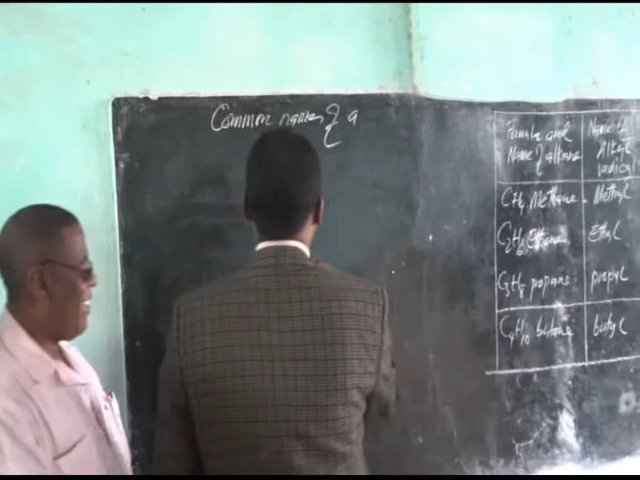 Common names of a
Formula and
Name of alkane
Name of
Alkyl
radical
CH4 Methane - Methyl
C2H6 Ethane Ethyl
C3H8 propane propyl
C4H10 butane butyl